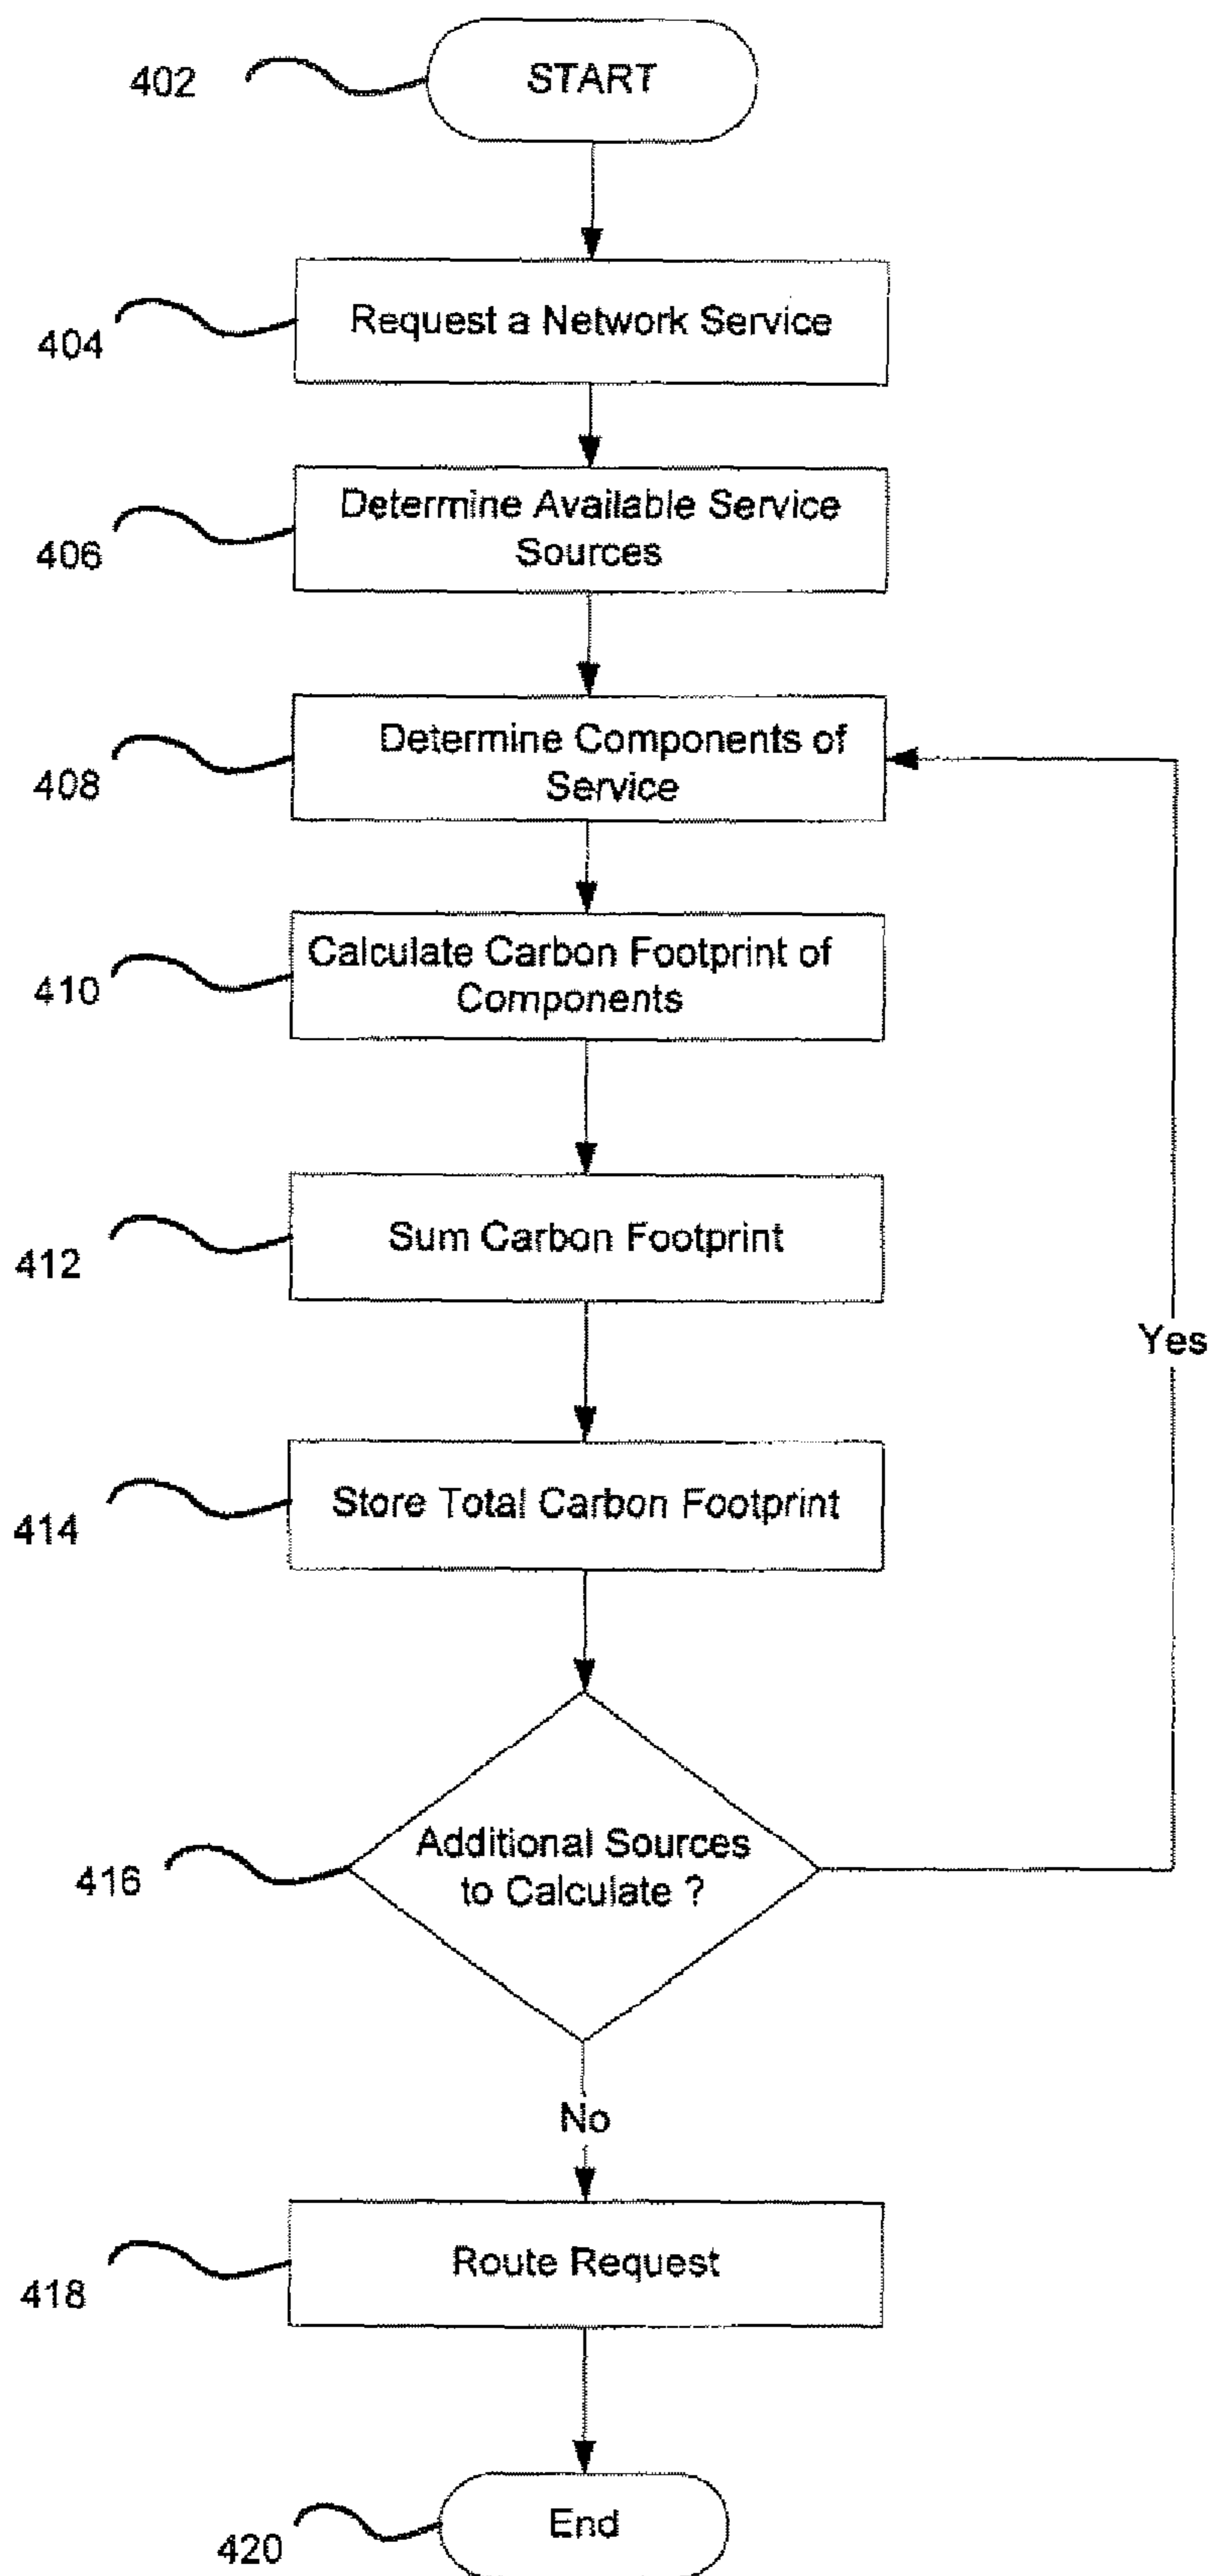 402
START
404
Request a Network Service
406
Determine Available Service
Sources
408
Determine Components of
Service
410
Calculate Carbon Footprint of
Components
412
Sum Carbon Footprint
Yes
414
Store Total Carbon Footprint
416
Additional Sources
to Calculate ?
No
418
Route Request
420
End